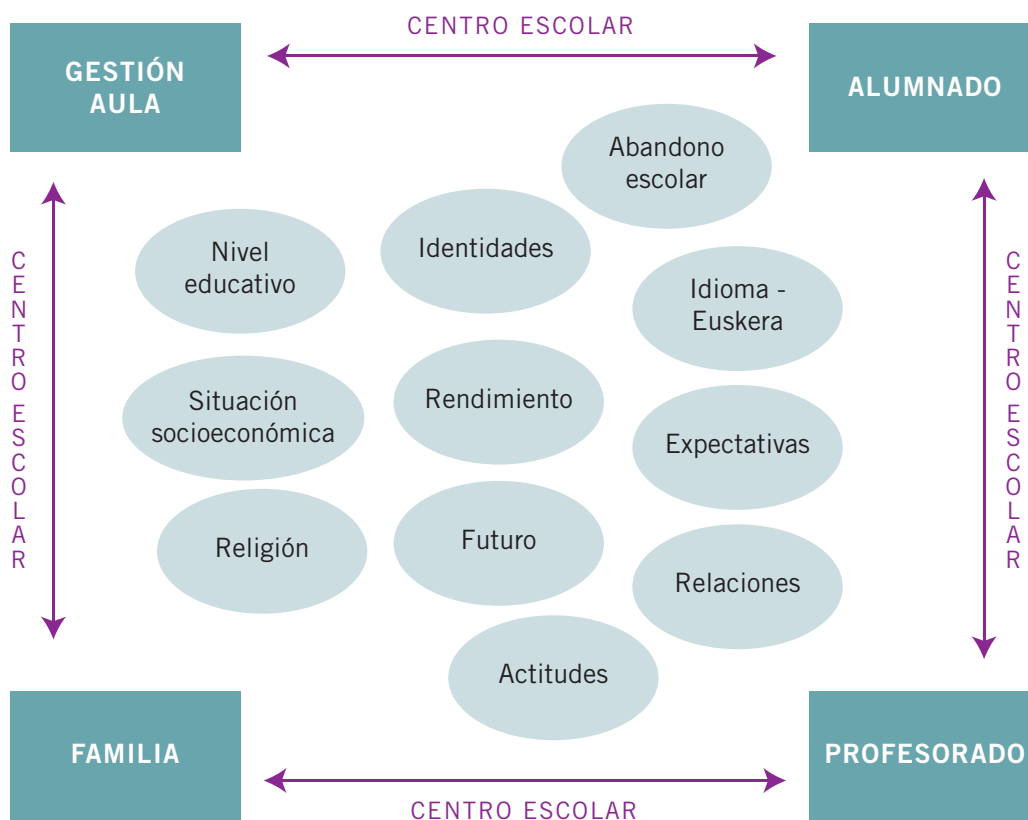 CENTRO ESCOLAR
GESTIÓN
AULA
ALUMNADO
Abandono
escolar
Nivel
educativo
Identidades
Idioma -
Euskera
CENTRO ESCOLAR
CENTRO ESCOLAR
Situación
socioeconómica
Rendimiento
Expectativas
Religión
Futuro
Relaciones
Actitudes
FAMILIA
PROFESORADO
CENTRO ESCOLAR